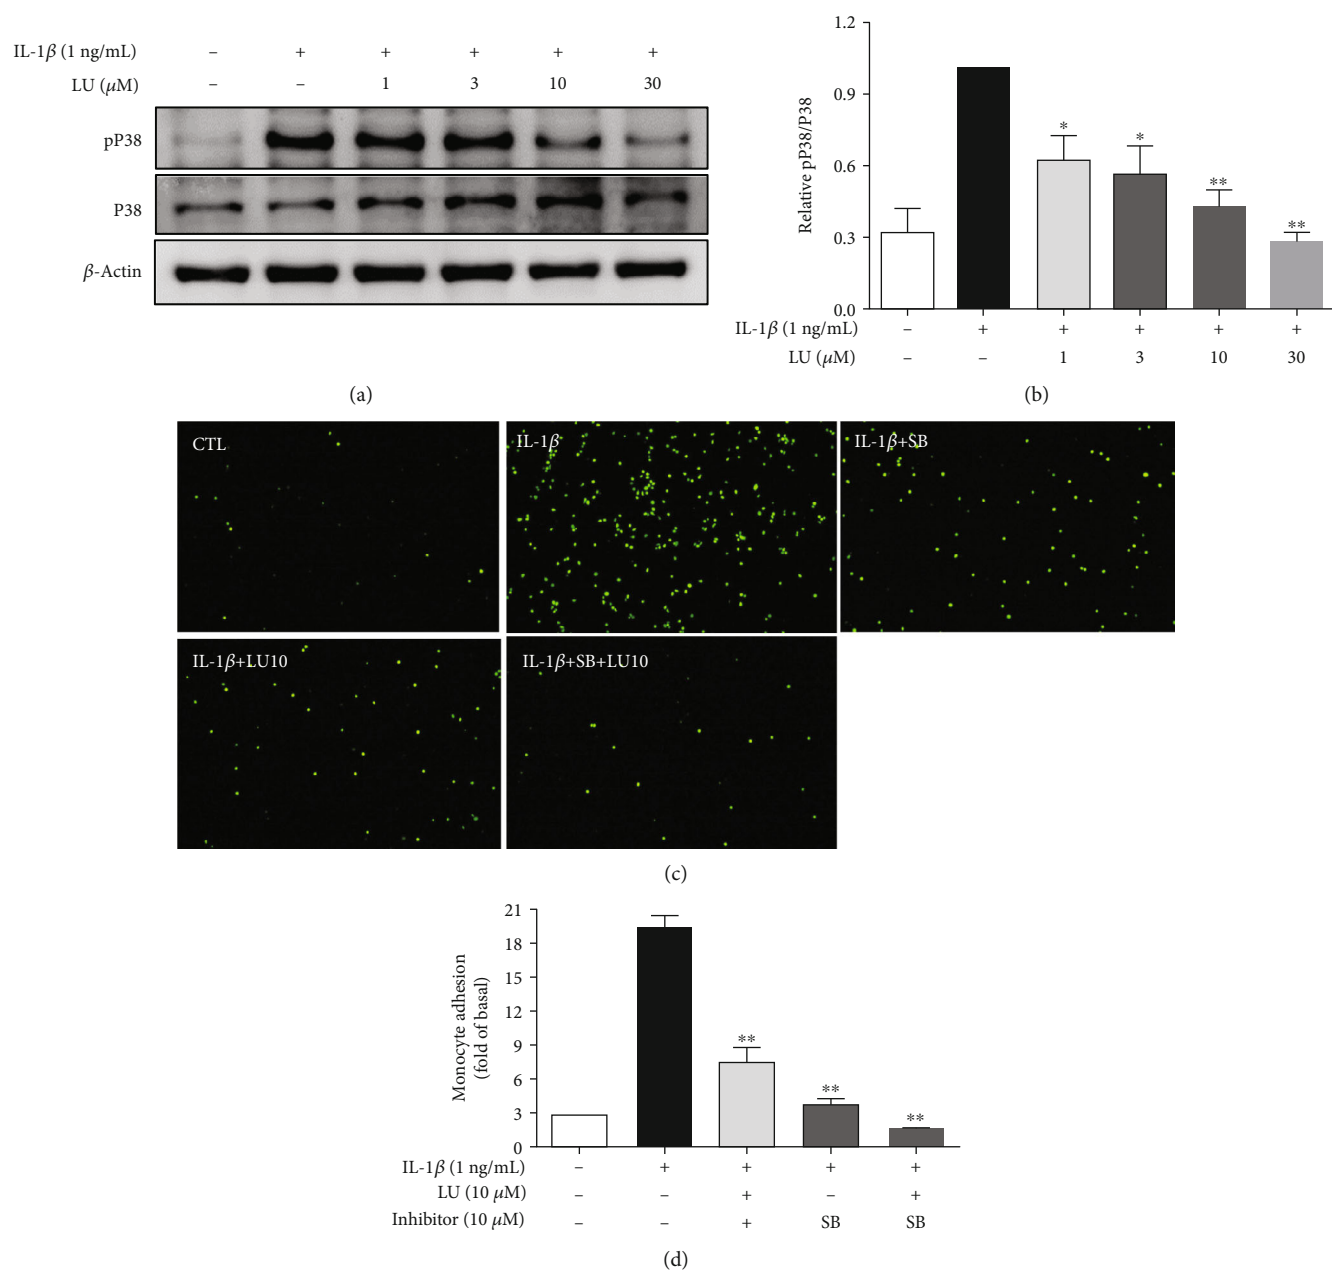 IL-1β (1 ng/mL) – + + + + +
LU (μM) – – 1 3 10 30
pP38
P38
β-Actin
(a)
1.2
0.9
0.6
0.3
0.0
Relative pP38/P38
* * ** **
IL-1β (1 ng/mL) – + + + + +
LU (μM) – – 1 3 10 30
(b)
CTL
IL-1β
IL-1β+SB
IL-1β+LU10
IL-1β+SB+LU10
(c)
21
18
15
12
9
6
3
0
Monocyte adhesion
(fold of basal)
** ** **
IL-1β (1 ng/mL) – + + + +
LU (10 μM) – – + – +
Inhibitor (10 μM) – – + SB SB
(d)